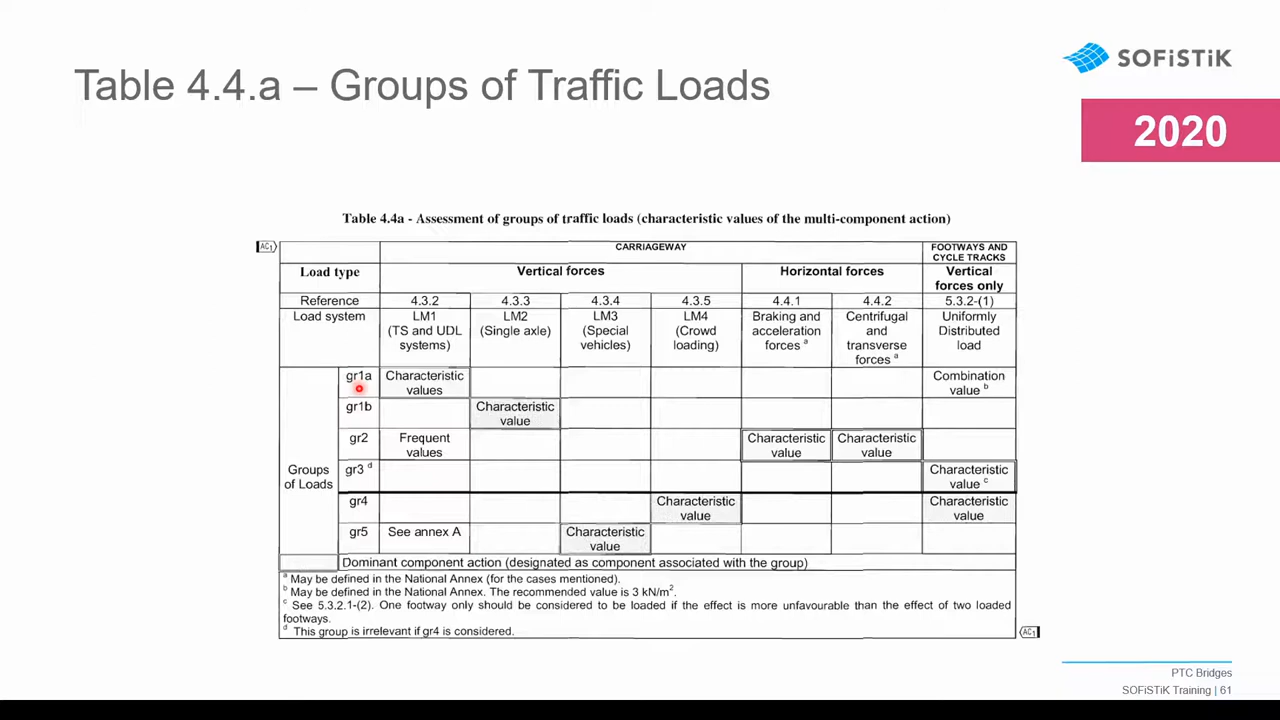 Table 4.4.a – Groups of Traffic Loads
SOFiSTiK
2020
Table 4.4a - Assessment of groups of traffic loads (characteristic values of the multi-component action)
AC1
CARRIAGEWAY
FOOTWAYS AND
CYCLE TRACKS
Load type
Vertical forces
Horizontal forces
Vertical
forces only
Reference
4.3.2
4.3.3
4.3.4
4.3.5
4.4.1
4.4.2
5.3.2-(1)
Load system
LM1
(TS and UDL
systems)
LM2
(Single axle)
LM3
(Special
vehicles)
LM4
(Crowd
loading)
Braking and
acceleration
forces a
Centrifugal
and
transverse
forces a
Uniformly
Distributed
load
Groups
of Loads
gr1a
Characteristic
values
Combination
value b
gr1b
Characteristic
value
gr2
Frequent
values
Characteristic
value
Characteristic
value
gr3 d
Characteristic
value c
gr4
Characteristic
value
Characteristic
value
gr5
See annex A
Characteristic
value
Dominant component action (designated as component associated with the group)
a May be defined in the National Annex (for the cases mentioned).
b May be defined in the National Annex. The recommended value is 3 kN/m2.
c See 5.3.2.1-(2). One footway only should be considered to be loaded if the effect is more unfavourable than the effect of two loaded
footways.
d This group is irrelevant if gr4 is considered.
AC1
PTC Bridges
SOFiSTiK Training | 61